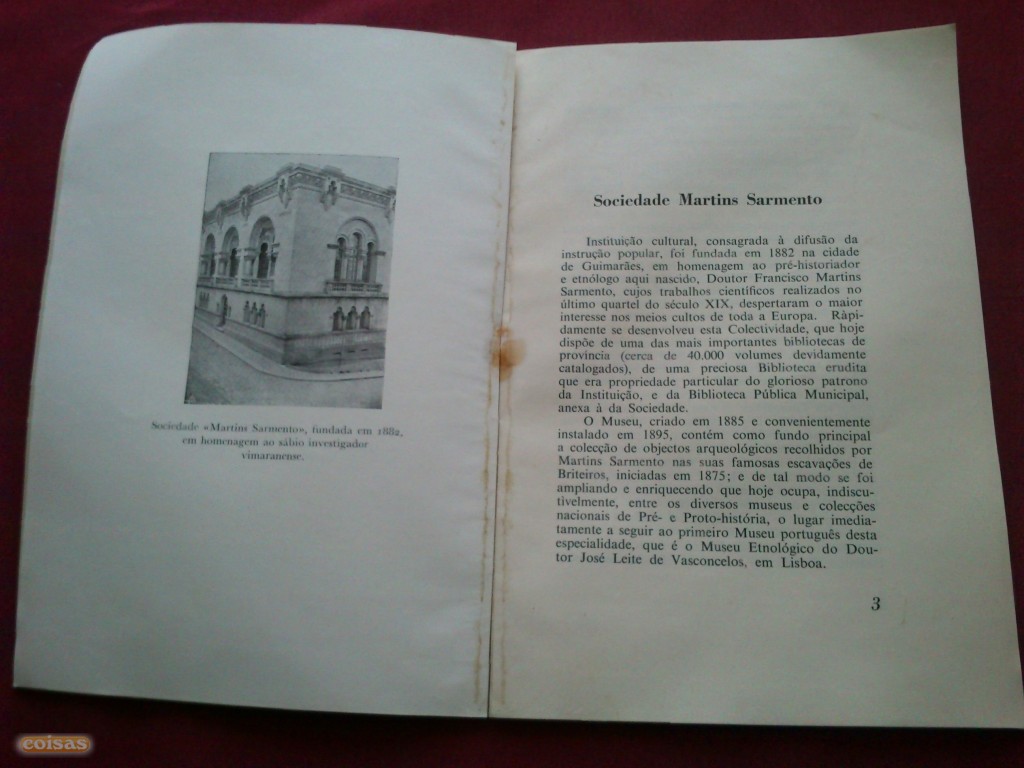 Sociedade «Martins Sarmento», fundada em 1882,
em homenagem ao sábio investigador
vimaranense.
Sociedade Martins Sarmento
Instituição cultural, consagrada à difusão da
instrução popular, foi fundada em 1882 na cidade
de Guimarães, em homenagem ao pré-historiador
e etnólogo aqui nascido, Doutor Francisco Martins
Sarmento, cujos trabalhos científicos realizados no
último quartel do século XIX, despertaram o maior
interesse nos meios cultos de toda a Europa. Ràpi-
damente se desenvolveu esta Colectividade, que hoje
dispõe de uma das mais importantes bibliotecas de
província (cerca de 40.000 volumes devidamente
catalogados), de uma preciosa Biblioteca erudita
que era propriedade particular do glorioso patrono
da Instituição, e da Biblioteca Pública Municipal,
anexa à da Sociedade.
O Museu, criado em 1885 e convenientemente
instalado em 1895, contém como fundo principal
a colecção de objectos arqueológicos recolhidos por
Martins Sarmento nas suas famosas escavações de
Briteiros, iniciadas em 1875; e de tal modo se foi
ampliando e enriquecendo que hoje ocupa, indiscu-
tivelmente, entre os diversos museus e colecções
nacionais de Pré- e Proto-história, o lugar imedia-
tamente a seguir ao primeiro Museu português desta
especialidade, que é o Museu Etnológico do Dou-
tor José Leite de Vasconcelos, em Lisboa.
3
coisas